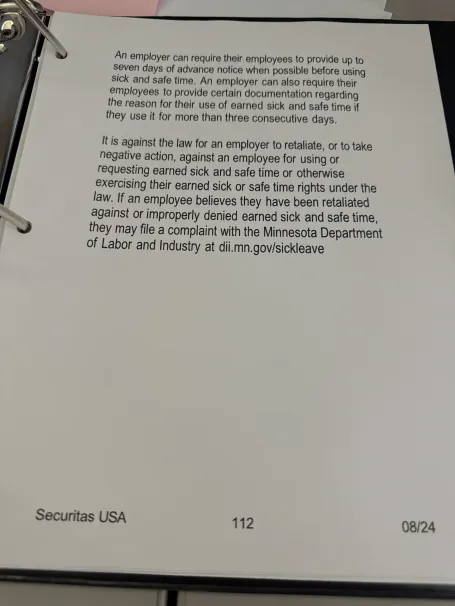 An employer can require their employees to provide up to
seven days of advance notice when possible before using
sick and safe time. An employer can also require their
employees to provide certain documentation regarding
the reason for their use of earned sick and safe time if
they use it for more than three consecutive days.
It is against the law for an employer to retaliate, or to take
negative action, against an employee for using or
requesting earned sick and safe time or otherwise
exercising their earned sick or safe time rights under the
law. If an employee believes they have been retaliated
against or improperly denied earned sick and safe time,
they may file a complaint with the Minnesota Department
of Labor and Industry at dii.mn.gov/sickleave
Securitas USA
112
08/24